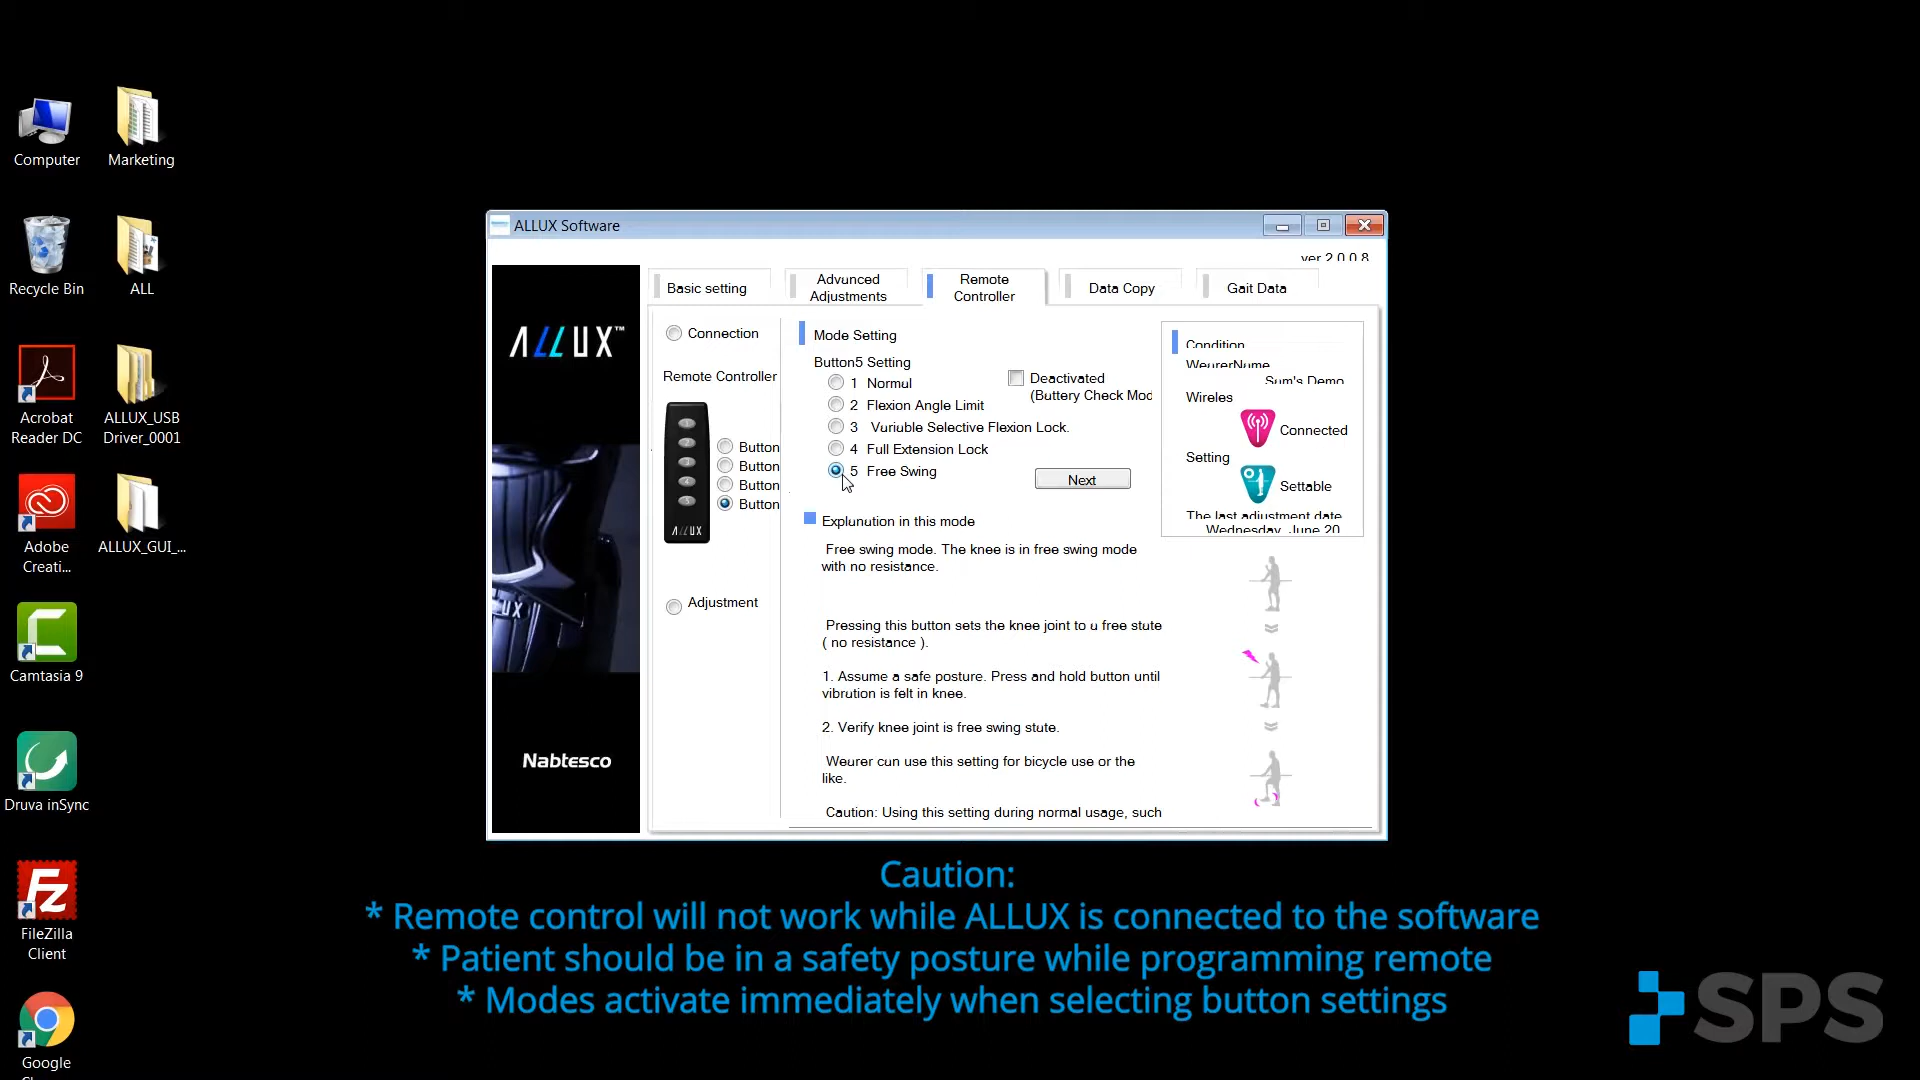 Computer
Marketing
Recycle Bin
ALL
Acrobat
Reader DC
ALLUX_USB
Driver_0001
Adobe
Creati...
ALLUX_GUI_...
Camtasia 9
Druva inSync
FileZilla
Client
Google
ALLUX Software
ver 2.0.0.8
Basic setting
Advanced
Adjustments
Remote
Controller
Data Copy
Gait Data
ALLUX™
Nabtesco
Connection
Remote Controller
1
2
3
4
5
ALLUX
Button
Button
Button
Button
Adjustment
Mode Setting
Button5 Setting
1 Normul
2 Flexion Angle Limit
3 Vuriuble Selective Flexion Lock.
4 Full Extension Lock
5 Free Swing
Deactivated
(Buttery Check Mod
Next
Explunution in this mode
Free swing mode. The knee is in free swing mode
with no resistance.
Pressing this button sets the knee joint to u free stute
( no resistance ).
1. Assume a safe posture. Press and hold button until
vibrution is felt in knee.
2. Verify knee joint is free swing stute.
Weurer cun use this setting for bicycle use or the
like.
Caution: Using this setting during normal usage, such
Condition
WeurerName
Sum's Demo
Wireles
Connected
Setting
Settable
The last adjustment date
Wednesday, June 20
Caution:
* Remote control will not work while ALLUX is connected to the software
* Patient should be in a safety posture while programming remote
* Modes activate immediately when selecting button settings
SPS